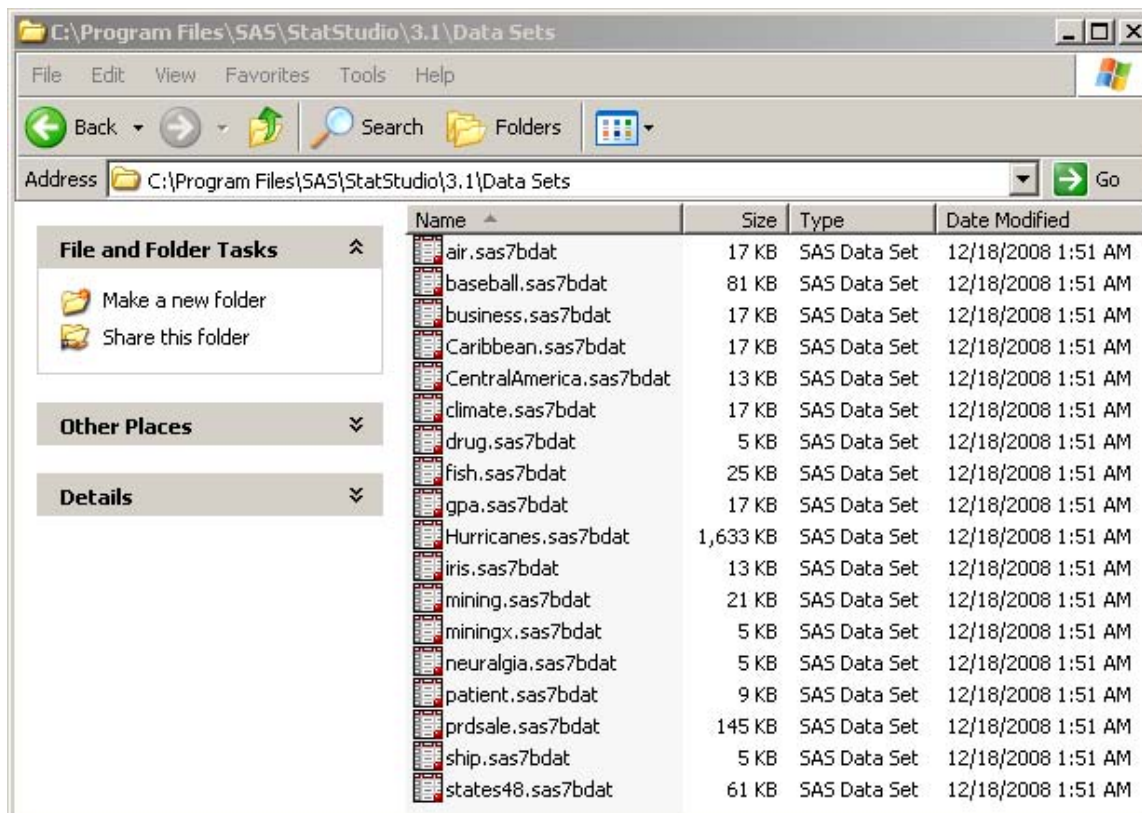 C:\Program Files\SAS\StatStudio\3.1\Data Sets
File Edit View Favorites Tools Help
Back Search Folders
Address C:\Program Files\SAS\StatStudio\3.1\Data Sets Go
File and Folder Tasks
Make a new folder
Share this folder
Other Places
Details
Name Size Type Date Modified
air.sas7bdat 17 KB SAS Data Set 12/18/2008 1:51 AM
baseball.sas7bdat 81 KB SAS Data Set 12/18/2008 1:51 AM
business.sas7bdat 17 KB SAS Data Set 12/18/2008 1:51 AM
Caribbean.sas7bdat 17 KB SAS Data Set 12/18/2008 1:51 AM
CentralAmerica.sas7bdat 13 KB SAS Data Set 12/18/2008 1:51 AM
climate.sas7bdat 17 KB SAS Data Set 12/18/2008 1:51 AM
drug.sas7bdat 5 KB SAS Data Set 12/18/2008 1:51 AM
fish.sas7bdat 25 KB SAS Data Set 12/18/2008 1:51 AM
gpa.sas7bdat 17 KB SAS Data Set 12/18/2008 1:51 AM
Hurricanes.sas7bdat 1,633 KB SAS Data Set 12/18/2008 1:51 AM
iris.sas7bdat 13 KB SAS Data Set 12/18/2008 1:51 AM
mining.sas7bdat 21 KB SAS Data Set 12/18/2008 1:51 AM
miningx.sas7bdat 5 KB SAS Data Set 12/18/2008 1:51 AM
neuralgia.sas7bdat 5 KB SAS Data Set 12/18/2008 1:51 AM
patient.sas7bdat 9 KB SAS Data Set 12/18/2008 1:51 AM
prdsale.sas7bdat 145 KB SAS Data Set 12/18/2008 1:51 AM
ship.sas7bdat 5 KB SAS Data Set 12/18/2008 1:51 AM
states48.sas7bdat 61 KB SAS Data Set 12/18/2008 1:51 AM